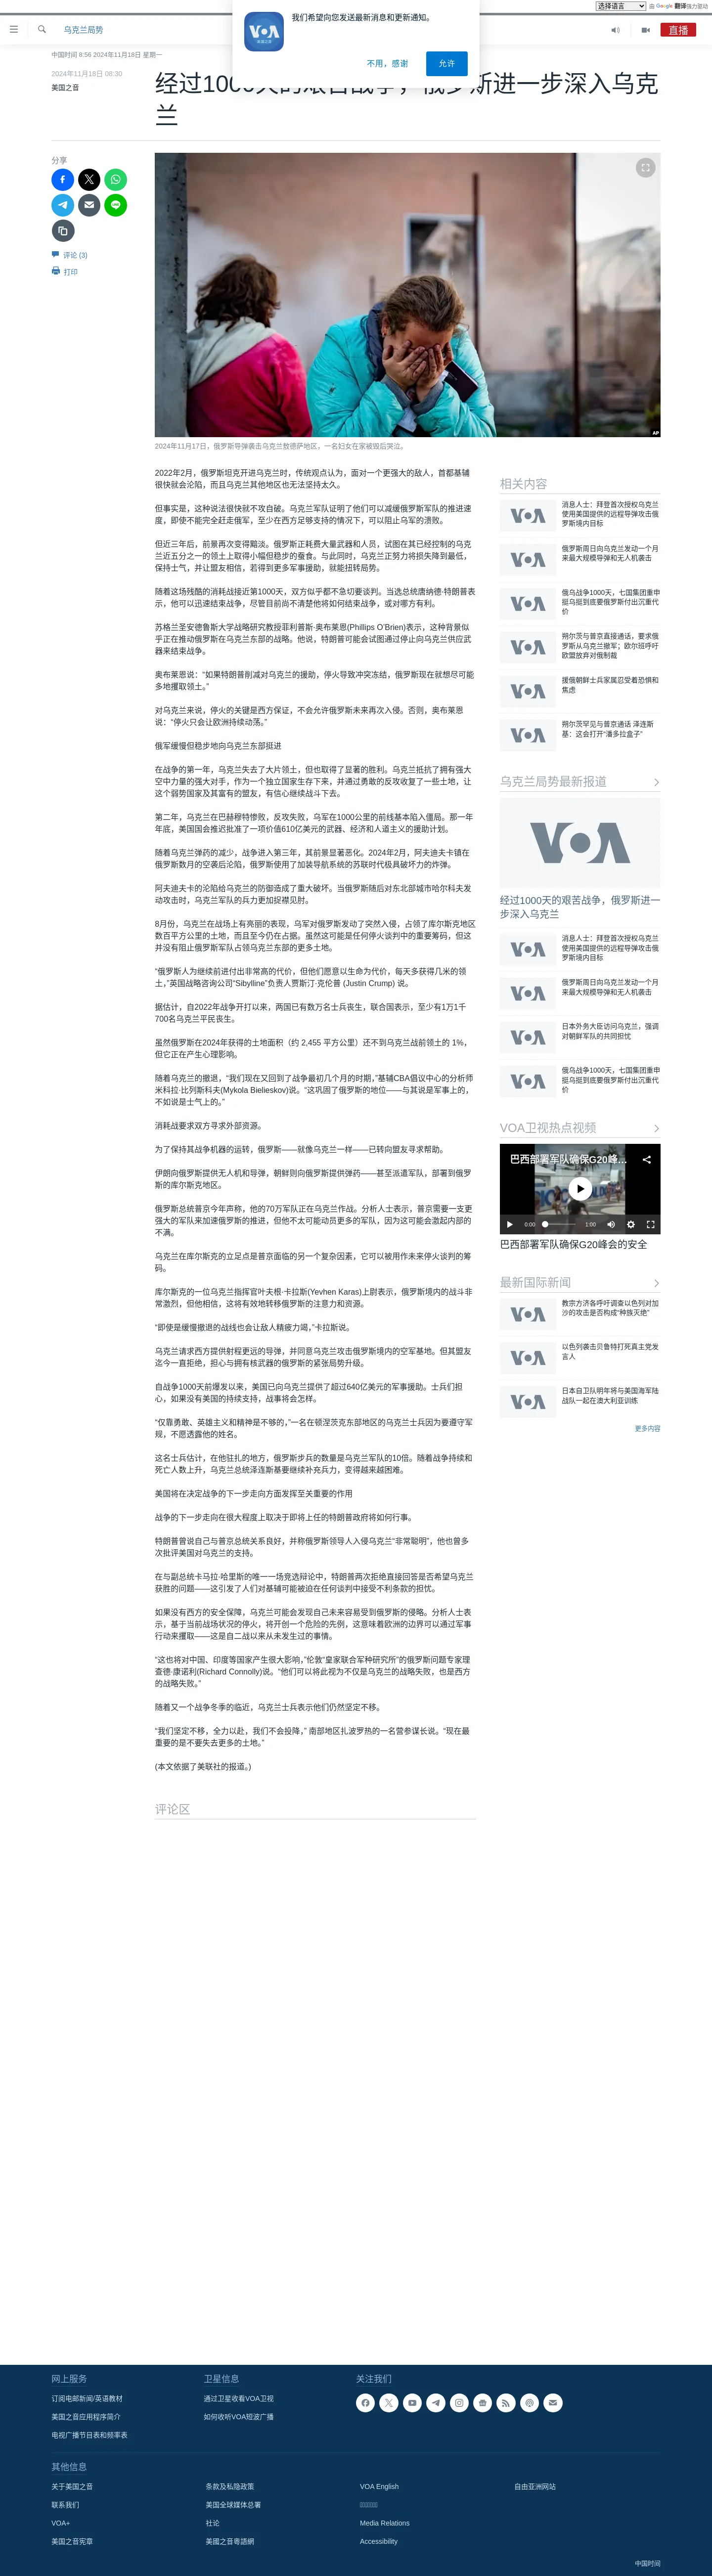 选择语言
由 Google 翻译强力驱动
乌克兰局势
VOA
我们希望向您发送最新消息和更新通知。
不用，感谢
允许
直播
中国时间 8:56 2024年11月18日 星期一
2024年11月18日 08:30
美国之音
经过1000天的艰苦战争，俄罗斯进一步深入乌克
兰
分享
评论 (3)
打印
AP
2024年11月17日，俄罗斯导弹袭击乌克兰敖德萨地区，一名妇女在家被毁后哭泣。
2022年2月，俄罗斯坦克开进乌克兰时，传统观点认为，面对一个更强大的敌人，首都基辅
很快就会沦陷，而且乌克兰其他地区也无法坚持太久。
但事实是，这种说法很快就不攻自破。乌克兰军队证明了他们可以减缓俄罗斯军队的推进速
度，即使不能完全赶走俄军，至少在西方足够支持的情况下，可以阻止乌军的溃败。
但近三年后，前景再次变得黯淡。俄罗斯正耗费大量武器和人员，试图在其已经控制的乌克
兰近五分之一的领土上取得小幅但稳步的蚕食。与此同时，乌克兰正努力将损失降到最低，
保持士气，并让盟友相信，若得到更多军事援助，就能扭转局势。
随着这场残酷的消耗战接近第1000天，双方似乎都不急切要谈判。当选总统唐纳德·特朗普表
示，他可以迅速结束战争，尽管目前尚不清楚他将如何结束战争，或对哪方有利。
苏格兰圣安德鲁斯大学战略研究教授菲利普斯·奥布莱恩(Phillips O’Brien)表示，这种背景似
乎正在推动俄罗斯在乌克兰东部的战略。他说，特朗普可能会试图通过停止向乌克兰供应武
器来结束战争。
奥布莱恩说：“如果特朗普削减对乌克兰的援助，停火导致冲突冻结，俄罗斯现在就想尽可能
多地攫取领土。”
对乌克兰来说，停火的关键是西方保证，不会允许俄罗斯未来再次入侵。否则，奥布莱恩
说：“停火只会让欧洲持续动荡。”
俄军缓慢但稳步地向乌克兰东部挺进
在战争的第一年，乌克兰失去了大片领土，但也取得了显著的胜利。乌克兰抵抗了拥有强大
空中力量的强大对手，作为一个独立国家生存下来，并通过勇敢的反攻收复了一些土地，让
这个弱势国家及其富有的盟友，有信心继续战斗下去。
第二年，乌克兰在巴赫穆特惨败，反攻失败，乌军在1000公里的前线基本陷入僵局。那一年
年底，美国国会推迟批准了一项价值610亿美元的武器、经济和人道主义的援助计划。
随着乌克兰弹药的减少，战争进入第三年，其前景显著恶化。2024年2月，阿夫迪夫卡镇在
俄罗斯数月的空袭后沦陷，俄罗斯使用了加装导航系统的苏联时代极具破坏力的炸弹。
阿夫迪夫卡的沦陷给乌克兰的防御造成了重大破坏。当俄罗斯随后对东北部城市哈尔科夫发
动攻击时，乌克兰军队的兵力更加捉襟见肘。
8月份，乌克兰在战场上有亮丽的表现，乌军对俄罗斯发动了突然入侵，占领了库尔斯克地区
数百平方公里的土地，而且至今仍在占据。虽然这可能是任何停火谈判中的重要筹码，但这
并没有阻止俄罗斯军队占领乌克兰东部的更多土地。
“俄罗斯人为继续前进付出非常高的代价，但他们愿意以生命为代价，每天多获得几米的领
土，”英国战略咨询公司“Sibylline”负责人贾斯汀·克伦普 (Justin Crump) 说。
据估计，自2022年战争开打以来，两国已有数万名士兵丧生，联合国表示，至少有1万1千
700名乌克兰平民丧生。
虽然俄罗斯在2024年获得的土地面积（约 2,455 平方公里）还不到乌克兰战前领土的 1%，
但它正在产生心理影响。
随着乌克兰的撤退，“我们现在又回到了战争最初几个月的时期，”基辅CBA倡议中心的分析师
米科拉·比列斯科夫(Mykola Bielieskov)说。“这巩固了俄罗斯的地位——与其说是军事上的，
不如说是士气上的。”
消耗战要求双方寻求外部资源。
为了保持其战争机器的运转，俄罗斯——就像乌克兰一样——已转向盟友寻求帮助。
伊朗向俄罗斯提供无人机和导弹，朝鲜则向俄罗斯提供弹药——甚至派遣军队，部署到俄罗
斯的库尔斯克地区。
俄罗斯总统普京今年声称，他的70万军队正在乌克兰作战。分析人士表示，普京需要一支更
强大的军队来加速俄罗斯的推进，但他不太可能动员更多的军队，因为这可能会激起内部的
不满。
乌克兰在库尔斯克的立足点是普京面临的另一个复杂因素，它可以被用作未来停火谈判的筹
码。
库尔斯克的一位乌克兰指挥官叶夫根·卡拉斯(Yevhen Karas)上尉表示，俄罗斯境内的战斗非
常激烈，但他相信，这将有效地转移俄罗斯的注意力和资源。
“即使是缓慢撤退的战线也会让敌人精疲力竭，”卡拉斯说。
乌克兰请求西方提供射程更远的导弹，并同意乌克兰攻击俄罗斯境内的空军基地。但其盟友
迄今一直拒绝，担心与拥有核武器的俄罗斯的紧张局势升级。
自战争1000天前爆发以来，美国已向乌克兰提供了超过640亿美元的军事援助。士兵们担
心，如果没有美国的持续支持，战事将会怎样。
“仅靠勇敢、英雄主义和精神是不够的，”一名在顿涅茨克东部地区的乌克兰士兵因为要遵守军
规，不愿透露他的姓名。
这名士兵估计，在他驻扎的地方，俄罗斯步兵的数量是乌克兰军队的10倍。随着战争持续和
死亡人数上升，乌克兰总统泽连斯基要继续补充兵力，变得越来越困难。
美国将在决定战争的下一步走向方面发挥至关重要的作用
战争的下一步走向在很大程度上取决于即将上任的特朗普政府将如何行事。
特朗普曾说自己与普京总统关系良好，并称俄罗斯领导人入侵乌克兰“非常聪明”，他也曾多
次批评美国对乌克兰的支持。
在与副总统卡马拉·哈里斯的唯一一场竞选辩论中，特朗普两次拒绝直接回答是否希望乌克兰
获胜的问题——这引发了人们对基辅可能被迫在任何谈判中接受不利条款的担忧。
如果没有西方的安全保障，乌克兰可能会发现自己未来容易受到俄罗斯的侵略。分析人士表
示，基于当前战场状况的停火，将开创一个危险的先例，这意味着欧洲的边界可以通过军事
行动来攫取——这是自二战以来从未发生过的事情。
“这也将对中国、印度等国家产生很大影响，”伦敦“皇家联合军种研究所”的俄罗斯问题专家理
查德·康诺利(Richard Connolly)说。“他们可以将此视为不仅是乌克兰的战略失败，也是西方
的战略失败。”
随着又一个战争冬季的临近，乌克兰士兵表示他们仍然坚定不移。
“我们坚定不移，全力以赴，我们不会投降，” 南部地区扎波罗热的一名营参谋长说。“现在最
重要的是不要失去更多的土地。”
(本文依据了美联社的报道。)
评论区
相关内容
VOA
消息人士：拜登首次授权乌克兰
使用美国提供的远程导弹攻击俄
罗斯境内目标
VOA
俄罗斯周日向乌克兰发动一个月
来最大规模导弹和无人机袭击
VOA
俄乌战争1000天，七国集团重申
挺乌挺到底要俄罗斯付出沉重代
价
VOA
朔尔茨与普京直接通话，要求俄
罗斯从乌克兰撤军；欧尔班呼吁
欧盟放弃对俄制裁
VOA
援俄朝鲜士兵家属忍受着恐惧和
焦虑
VOA
朔尔茨罕见与普京通话 泽连斯
基：这会打开“潘多拉盒子”
乌克兰局势最新报道
VOA
经过1000天的艰苦战争，俄罗斯进一
步深入乌克兰
VOA
消息人士：拜登首次授权乌克兰
使用美国提供的远程导弹攻击俄
罗斯境内目标
VOA
俄罗斯周日向乌克兰发动一个月
来最大规模导弹和无人机袭击
VOA
日本外务大臣访问乌克兰，强调
对朝鲜军队的共同担忧
VOA
俄乌战争1000天，七国集团重申
挺乌挺到底要俄罗斯付出沉重代
价
VOA卫视热点视频
巴西部署军队确保G20峰…
0:00
1:00
巴西部署军队确保G20峰会的安全
最新国际新闻
VOA
教宗方济各呼吁调查以色列对加
沙的攻击是否构成“种族灭绝”
VOA
以色列袭击贝鲁特打死真主党发
言人
VOA
日本自卫队明年将与美国海军陆
战队一起在澳大利亚训练
更多内容
网上服务
订阅电邮新闻/英语教材
美国之音应用程序简介
电视广播节目表和频率表
卫星信息
通过卫星收看VOA卫视
如何收听VOA短波广播
关注我们
其他信息
关于美国之音
条款及私隐政策
VOA English
自由亚洲网站
联系我们
美国全球媒体总署
VOA+
社论
Media Relations
美国之音宪章
美國之音粵語網
Accessibility
中国时间